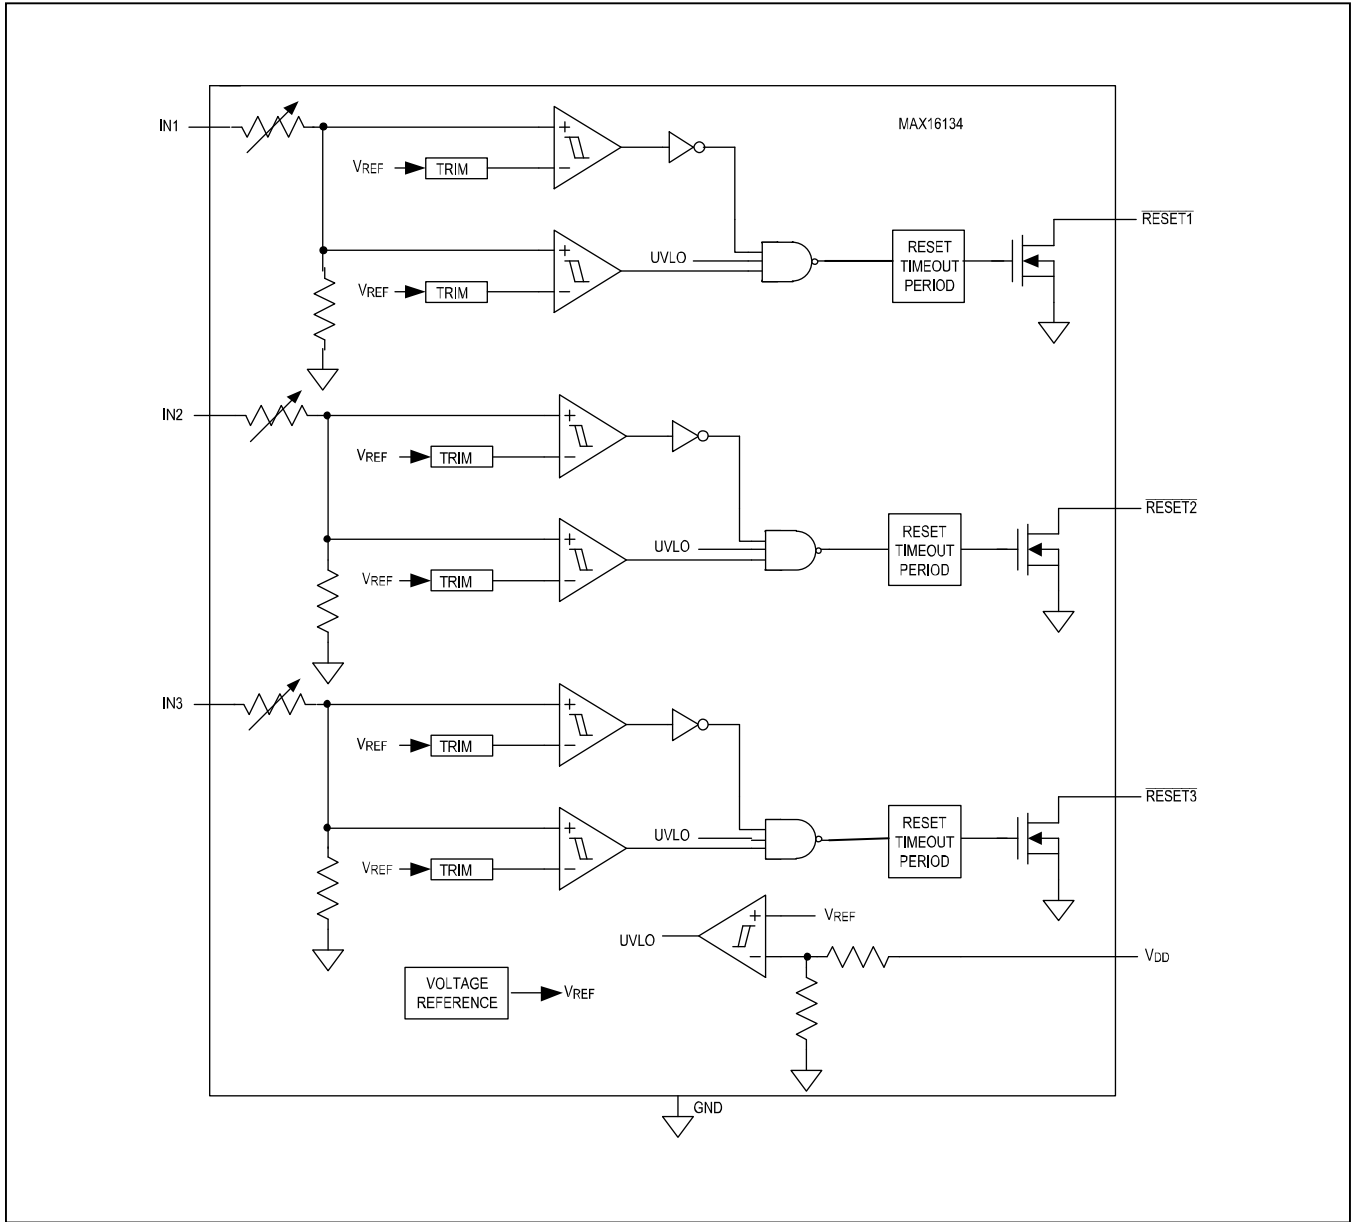 MAX16134
IN1
+
VREF
TRIM
−
RESET1
UVLO
+
RESET
TIMEOUT
PERIOD
VREF
TRIM
−
IN2
+
VREF
TRIM
−
RESET2
UVLO
+
RESET
TIMEOUT
PERIOD
VREF
TRIM
−
IN3
+
VREF
TRIM
−
RESET3
UVLO
+
RESET
TIMEOUT
PERIOD
VREF
TRIM
−
+
VREF
UVLO
−
VDD
VOLTAGE
REFERENCE
VREF
GND